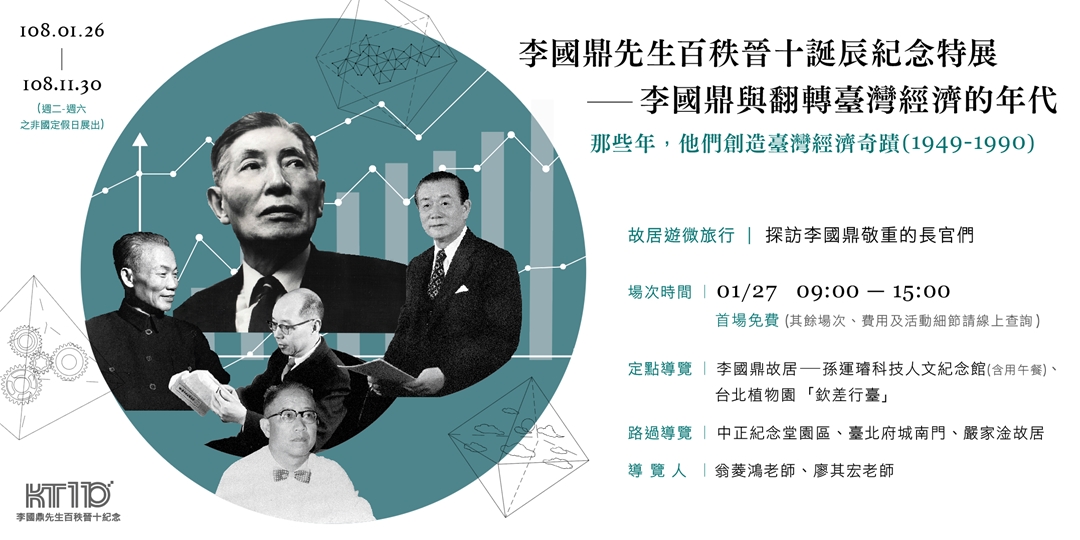 108.01.26
108.11.30
(週二-週六
之非國定假日展出)
李國鼎先生百秩晉十誕辰紀念特展
——李國鼎與翻轉臺灣經濟的年代
那些年，他們創造臺灣經濟奇蹟(1949-1990)
故居遊微旅行｜探訪李國鼎敬重的長官們
場次時間｜01/27 09:00 — 15:00
首場免費 (其餘場次、費用及活動細節請線上查詢)
定點導覽｜李國鼎故居——孫運璿科技人文紀念館(含用午餐)、
台北植物園「欽差行臺」
路過導覽｜中正紀念堂園區、臺北府城南門、嚴家淦故居
導覽人｜翁菱鴻老師、廖其宏老師
KT110
李國鼎先生百秩晉十紀念